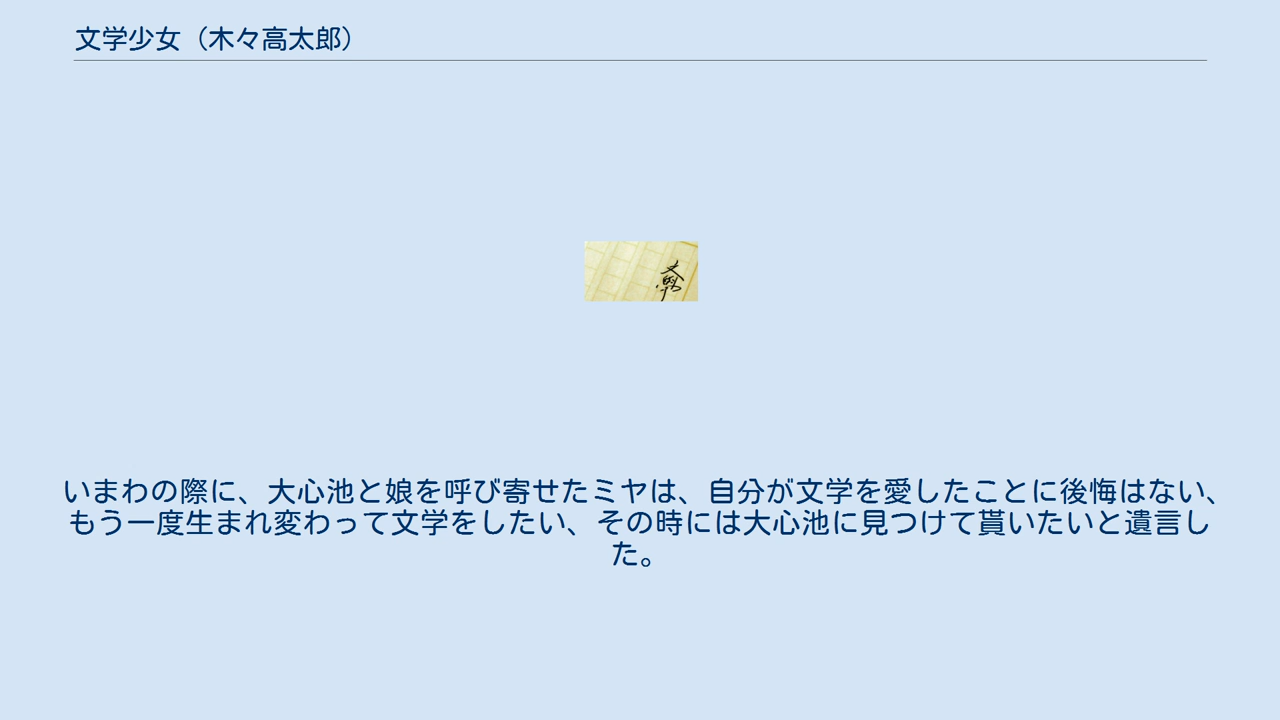 文学少女（木々高太郎）
いまわの際に、大心池と娘を呼び寄せたミヤは、自分が文学を愛したことに後悔はない、
もう一度生まれ変わって文学をしたい、その時には大心池に見つけて貰いたいと遺言し
た。